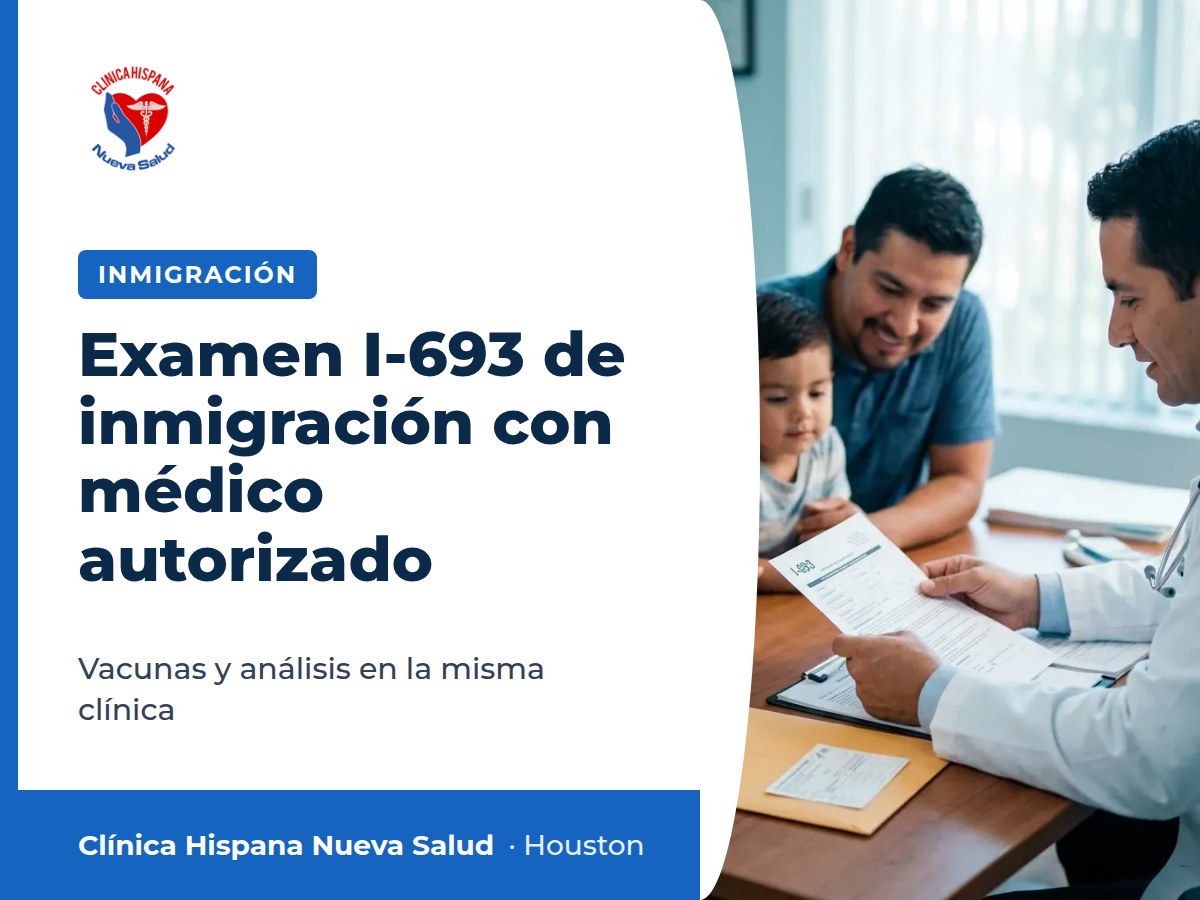 CLINICA HISPANA
Nueva Salud
INMIGRACIÓN
Examen I-693 de
inmigración con
médico
autorizado
Vacunas y análisis en la misma
clínica
Clínica Hispana Nueva Salud · Houston
I-693